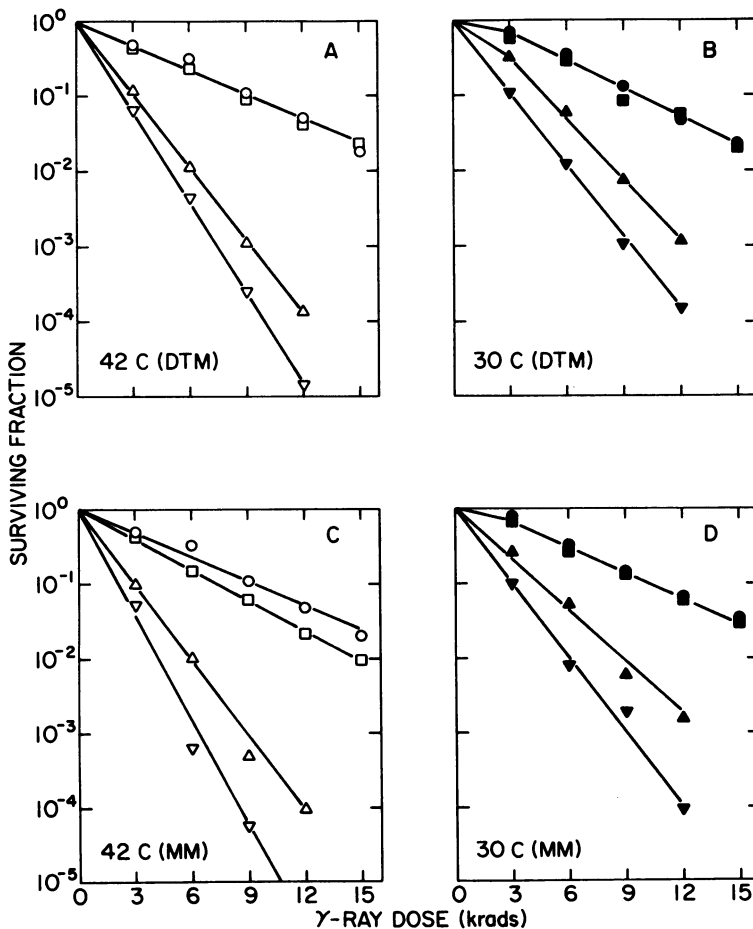 SURVIVING FRACTION
10⁰
10⁻¹
10⁻²
10⁻³
10⁻⁴
10⁻⁵
A
42 C (DTM)
B
30 C (DTM)
10⁰
10⁻¹
10⁻²
10⁻³
10⁻⁴
10⁻⁵
C
42 C (MM)
0 3 6 9 12 15
D
30 C (MM)
0 3 6 9 12 15
γ-RAY DOSE (krads)